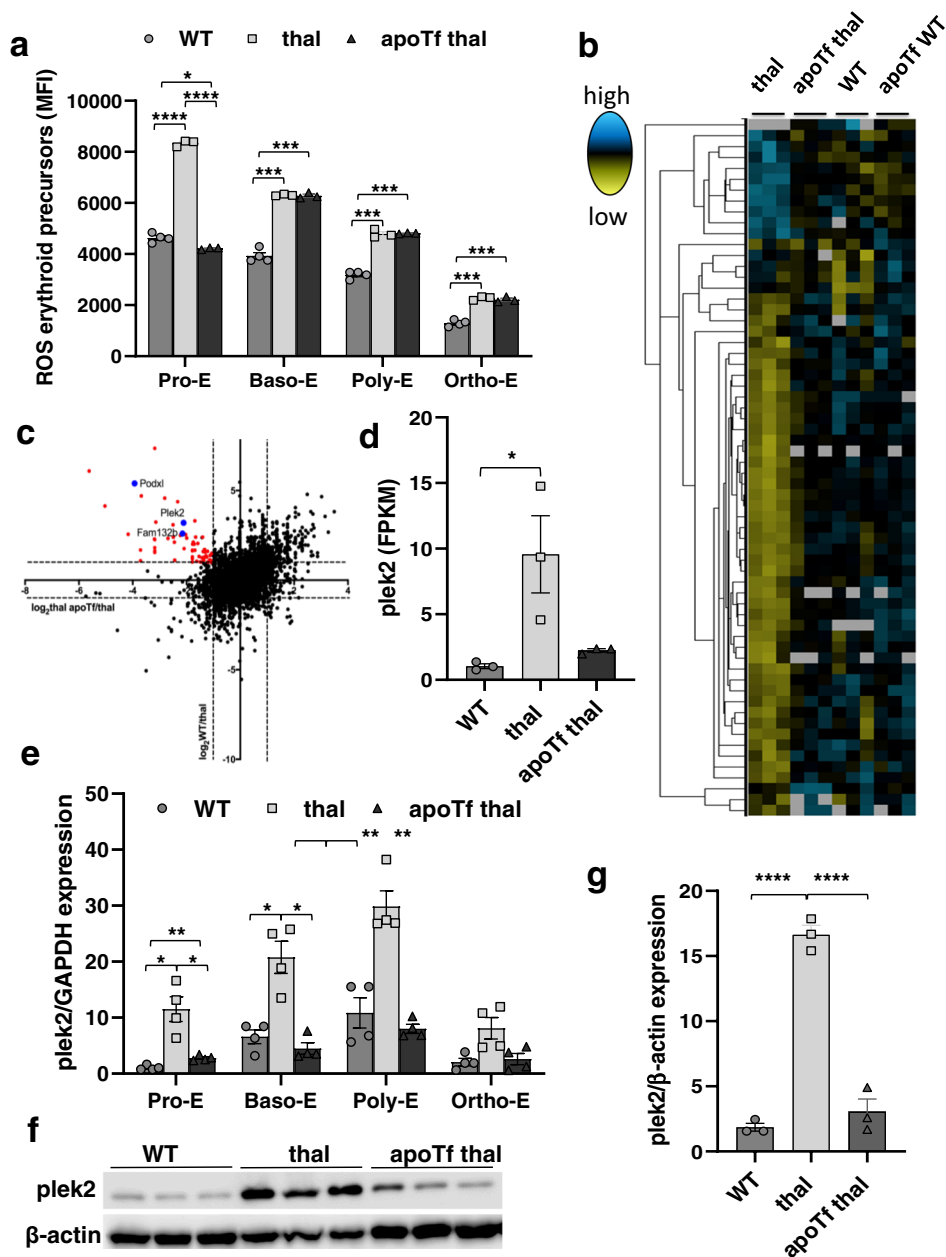 a
WT thal apoTf thal
ROS erythroid precursors (MFI)
10000
8000
6000
4000
2000
0
* **** ****
*** ***
*** ***
*** ***
Pro-E Baso-E Poly-E Ortho-E
b
thal apoTf thal WT apoTf WT
high
low
c
Podxl
Plek2
Fam132b
5
-5
-10
-8 -6 -4 -2 2 4
log2thal apoTf/thal
log2WT/thal
d
plek2 (FPKM)
20
15
10
5
0
*
WT thal apoTf thal
e
WT thal apoTf thal
plek2/GAPDH expression
50
40
30
20
10
0
** * *
* *
** **
Pro-E Baso-E Poly-E Ortho-E
f
WT thal apoTf thal
plek2
β-actin
g
plek2/β-actin expression
20
15
10
5
0
**** ****
WT thal apoTf thal